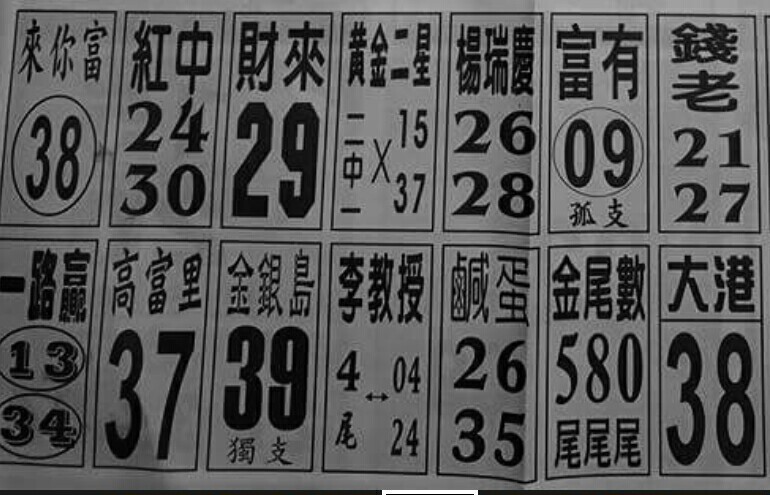 來你富
38
紅中
24
30
財來
29
黃金二星
二中一 × 15
37
楊瑞慶
26
28
富有
09
孤支
錢老
21
27
一路贏
13
34
高富里
37
金銀島
39
獨支
李教授
4尾 ↔ 04
24
鹹蛋
26
35
金尾數
580
尾尾尾
大港
38